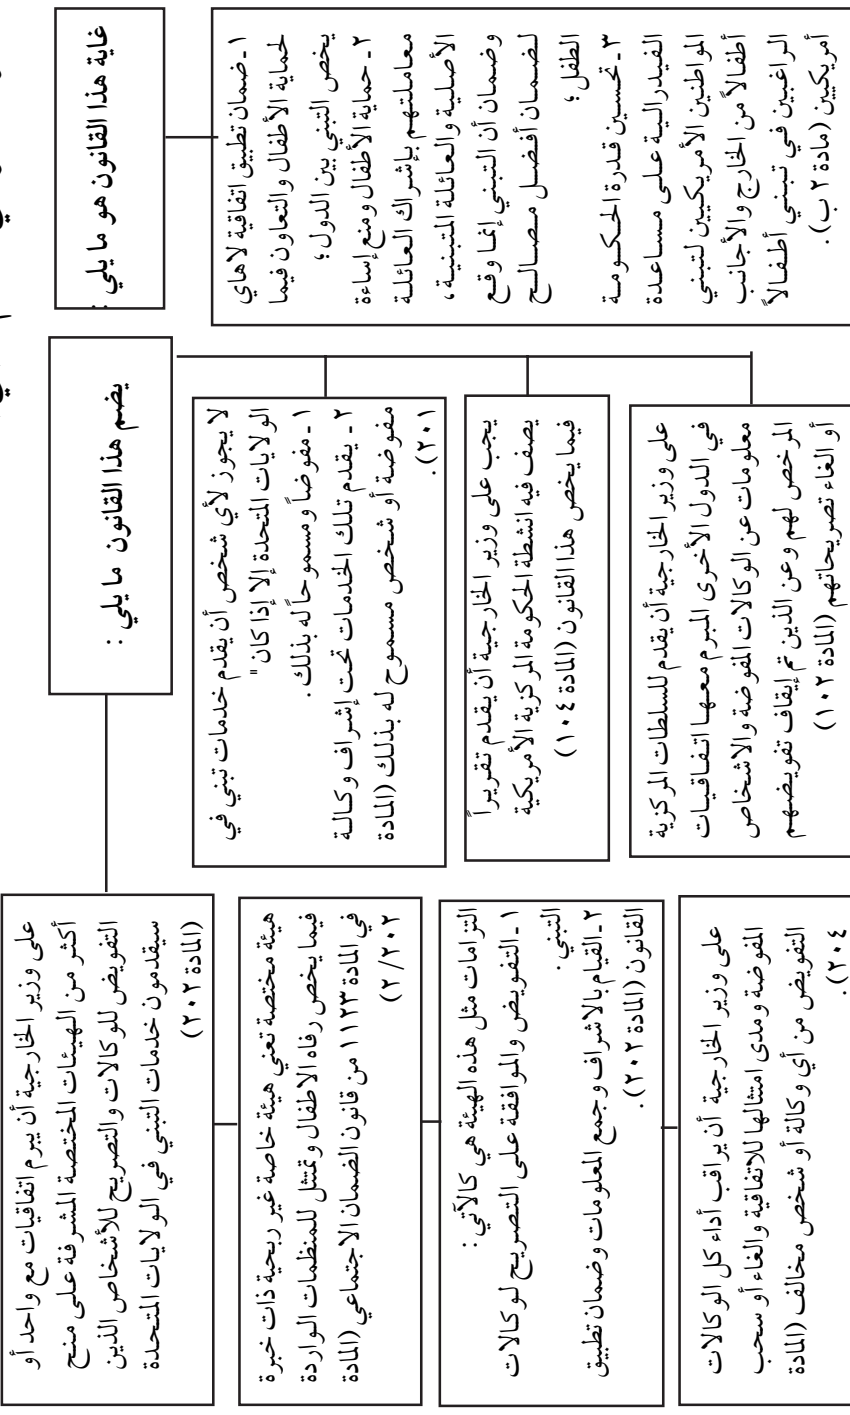 غاية هذا القانون هو ما يلي :
١ـ ضمان تطبيق اتفاقية لاهاي
لحماية الأطفال والتعاون فيما
يخص التبني بين الدول؛
٢ـ حماية الأطفال ومنع إساءة
معاملتهم بإشراك العائلة
الأصلية والعائلة المتبنية،
وضمان أن التبني إنما وقع
لضمان أفضل مصالح
الطفل؛
٣ـ تحسين قدرة الحكومة
الفيدرالية على مساعدة
المواطنين الأمريكيين لتبني
أطفالاً من الخارج والأجانب
الراغبين في تبني أطفالاً
أمريكيين (مادة ٢ ب).
يضم هذا القانون ما يلي :
لا يجوز لأي شخص أن يقدم خدمات تبني في
الولايات المتحدة إلا إذا كان "
١ـ مفوضاً ومسموحاً له بذلك.
٢ـ يقدم تلك الخدمات تحت إشراف وكالة
مفوضة أو شخص مسموح له بذلك (المادة
٢٠١).
يجب على وزير الخارجية أن يقدم تقريراً
يصف فيه انشطة الحكومة المركزية الأمريكية
فيما يخص هذا القانون (المادة ١٠٤)
على وزير الخارجية أن يقدم للسلطات المركزية
في الدول الأخرى المبرم معها اتفاقيات
معلومات عن الوكالات المفوضة والاشخاص
المرخص لهم وعن الذين تم إيقاف تفويضهم
أو الغاء تصريحاتهم (المادة ١٠٢)
على وزير الخارجية أن يبرم اتفاقيات مع واحد أو
أكثر من الهيئات المختصة المشرفة على منح
التفويض للوكالات والتصريح للأشخاص الذين
سيقدمون خدمات التبني في الولايات المتحدة
(المادة ٢٠٢)
هيئة مختصة تعني هيئة خاصة غير ربحية ذات خبرة
فيما يخص رفاه الاطفال وتمتثل للمنظمات الواردة
في المادة ١١٢٣ من قانون الضمان الاجتماعي (المادة
٢/٢٠٢)
التزامات مثل هذه الهيئة هي كالآتي :
١ـ التفويض والموافقة على التصريح لوكالات
التبني.
٢ـ القيام بالاشراف وجمع المعلومات وضمان تطبيق
القانون (المادة ٢٠٢).
على وزير الخارجية أن يراقب أداء كل الوكالات
المفوضة ومدى امتثالها للاتفاقية والغاء أو سحب
التفويض من أي وكالة أو شخص مخالف (المادة
٢٠٤).